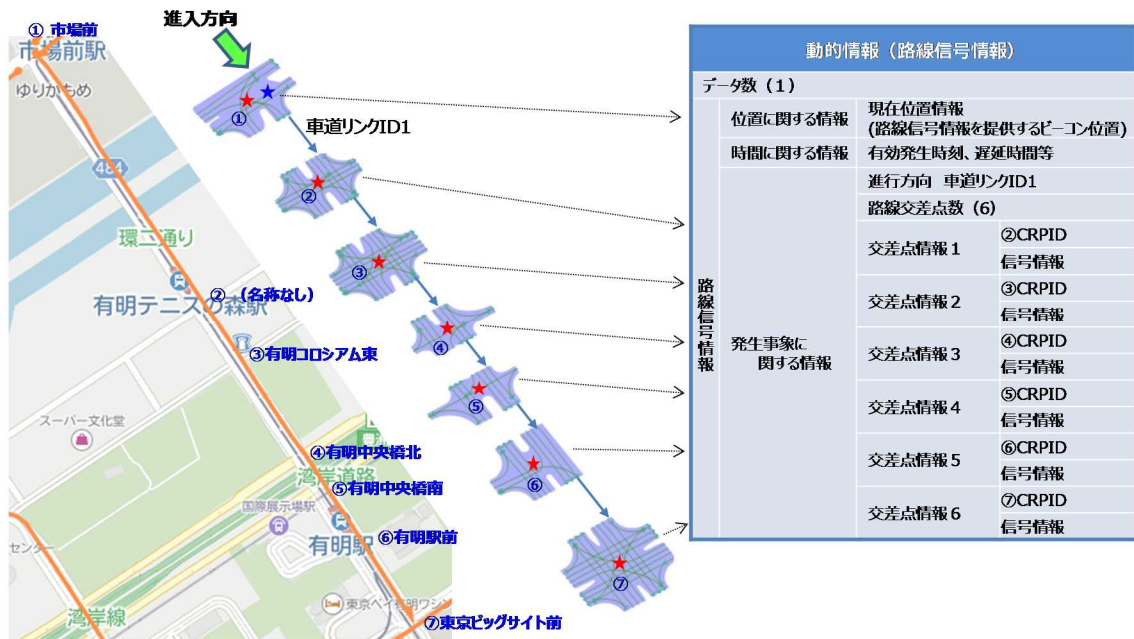 進入方向
① 市場前
市場前駅
ゆりかもめ
484
環二通り
有明テニスの森駅
② (名称なし)
③有明コロシアム東
スーパー文化堂
④有明中央橋北
湾岸道路
⑤有明中央橋南
国際展示場駅
有明駅
⑥有明駅前
センター
東京ベイ有明ワシン
湾岸線
⑦東京ビッグサイト前
①
車道リンクID1
②
③
④
⑤
⑥
⑦
動的情報（路線信号情報）
データ数（1）
路線信号情報
位置に関する情報
現在位置情報
(路線信号情報を提供するビーコン位置)
時間に関する情報
有効発生時刻、遅延時間等
発生事象に
関する情報
進行方向 車道リンクID1
路線交差点数（6）
交差点情報1
②CRPID
信号情報
交差点情報2
③CRPID
信号情報
交差点情報3
④CRPID
信号情報
交差点情報4
⑤CRPID
信号情報
交差点情報5
⑥CRPID
信号情報
交差点情報6
⑦CRPID
信号情報